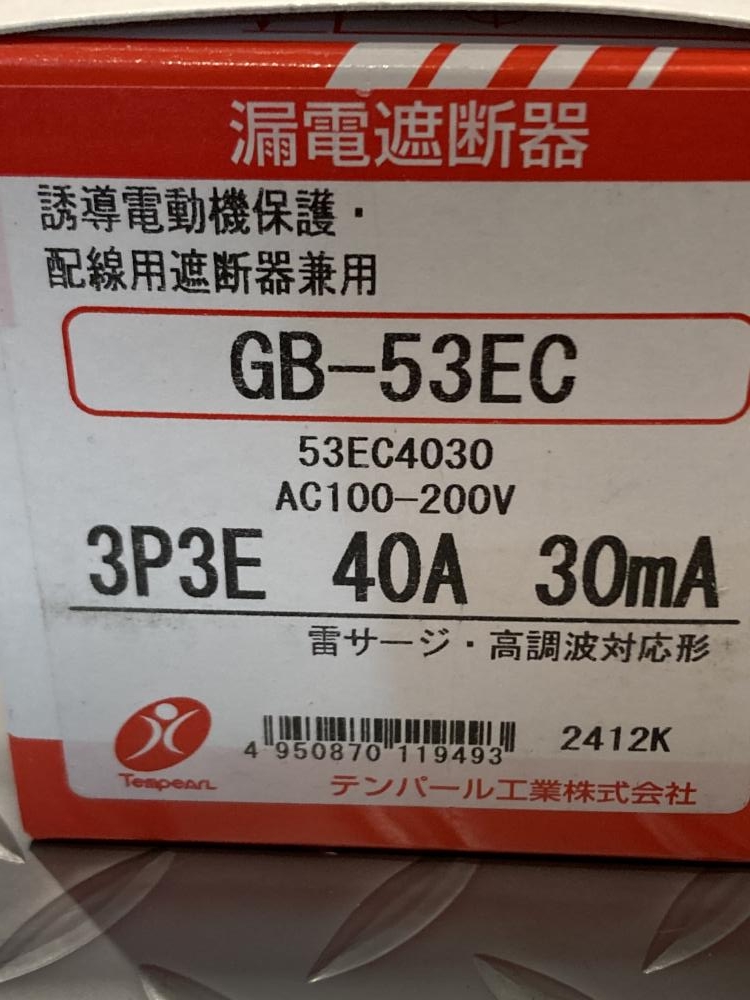 漏電遮断器
誘導電動機保護・
配線用遮断器兼用
GB-53EC
53EC4030
AC100-200V
3P3E 40A 30mA
雷サージ・高調波対応形
4 950870 119493
2412K
Tempearl
テンパール工業株式会社